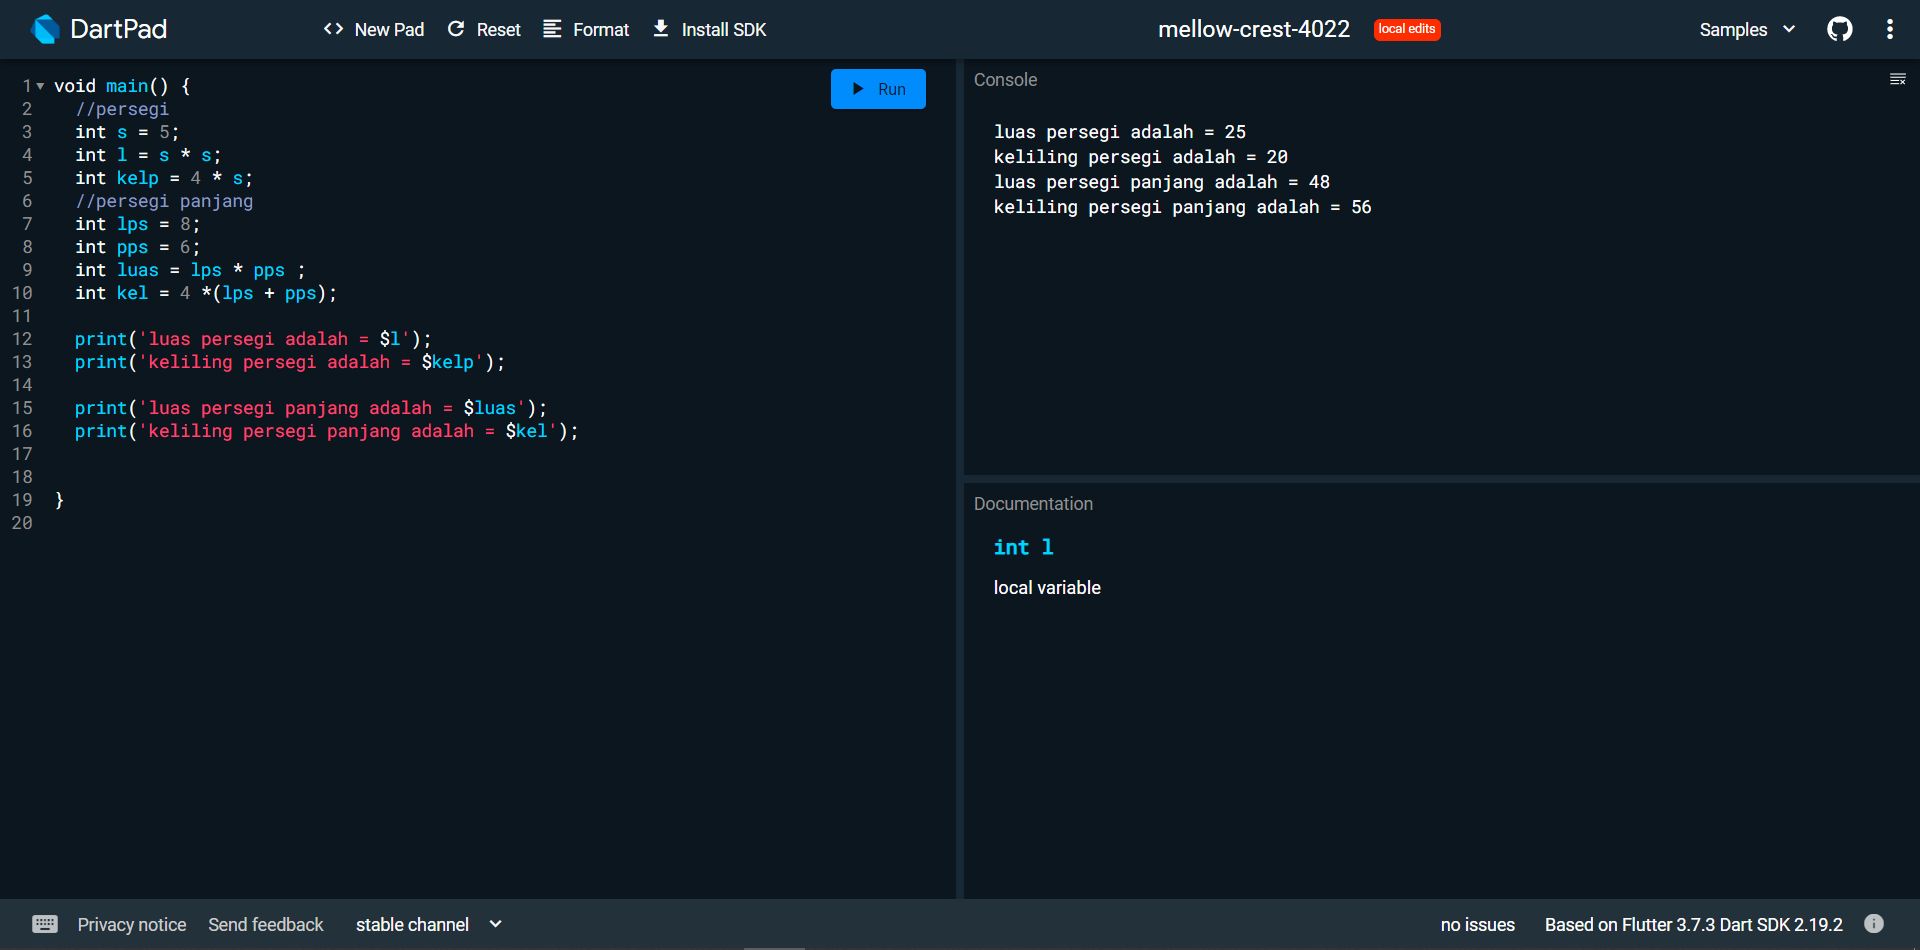 DartPad
New Pad
Reset
Format
Install SDK
mellow-crest-4022
local edits
Samples
1 void main() {
2 //persegi
3 int s = 5;
4 int l = s * s;
5 int kelp = 4 * s;
6 //persegi panjang
7 int lps = 8;
8 int pps = 6;
9 int luas = lps * pps ;
10 int kel = 4 *(lps + pps);
11
12 print('luas persegi adalah = $l');
13 print('keliling persegi adalah = $kelp');
14
15 print('luas persegi panjang adalah = $luas');
16 print('keliling persegi panjang adalah = $kel');
17
18
19 }
20
Run
Console
luas persegi adalah = 25
keliling persegi adalah = 20
luas persegi panjang adalah = 48
keliling persegi panjang adalah = 56
Documentation
int l
local variable
Privacy notice
Send feedback
stable channel
no issues
Based on Flutter 3.7.3 Dart SDK 2.19.2